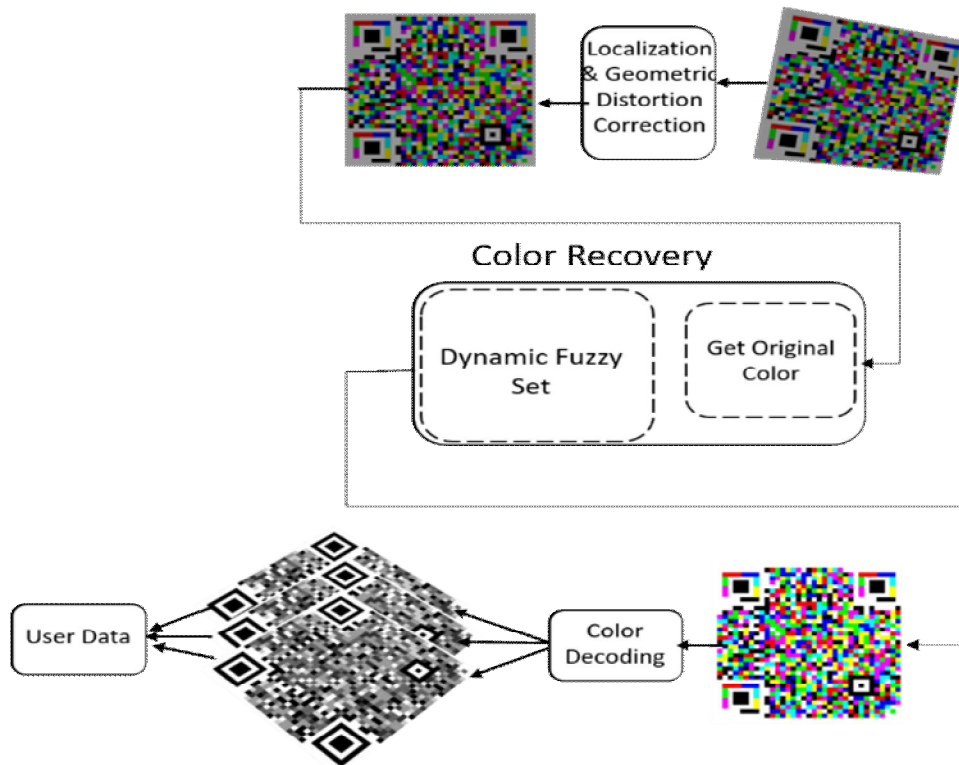 Localization
& Geometric
Distortion
Correction
Color Recovery
Dynamic Fuzzy
Set
Get Original
Color
User Data
Color
Decoding